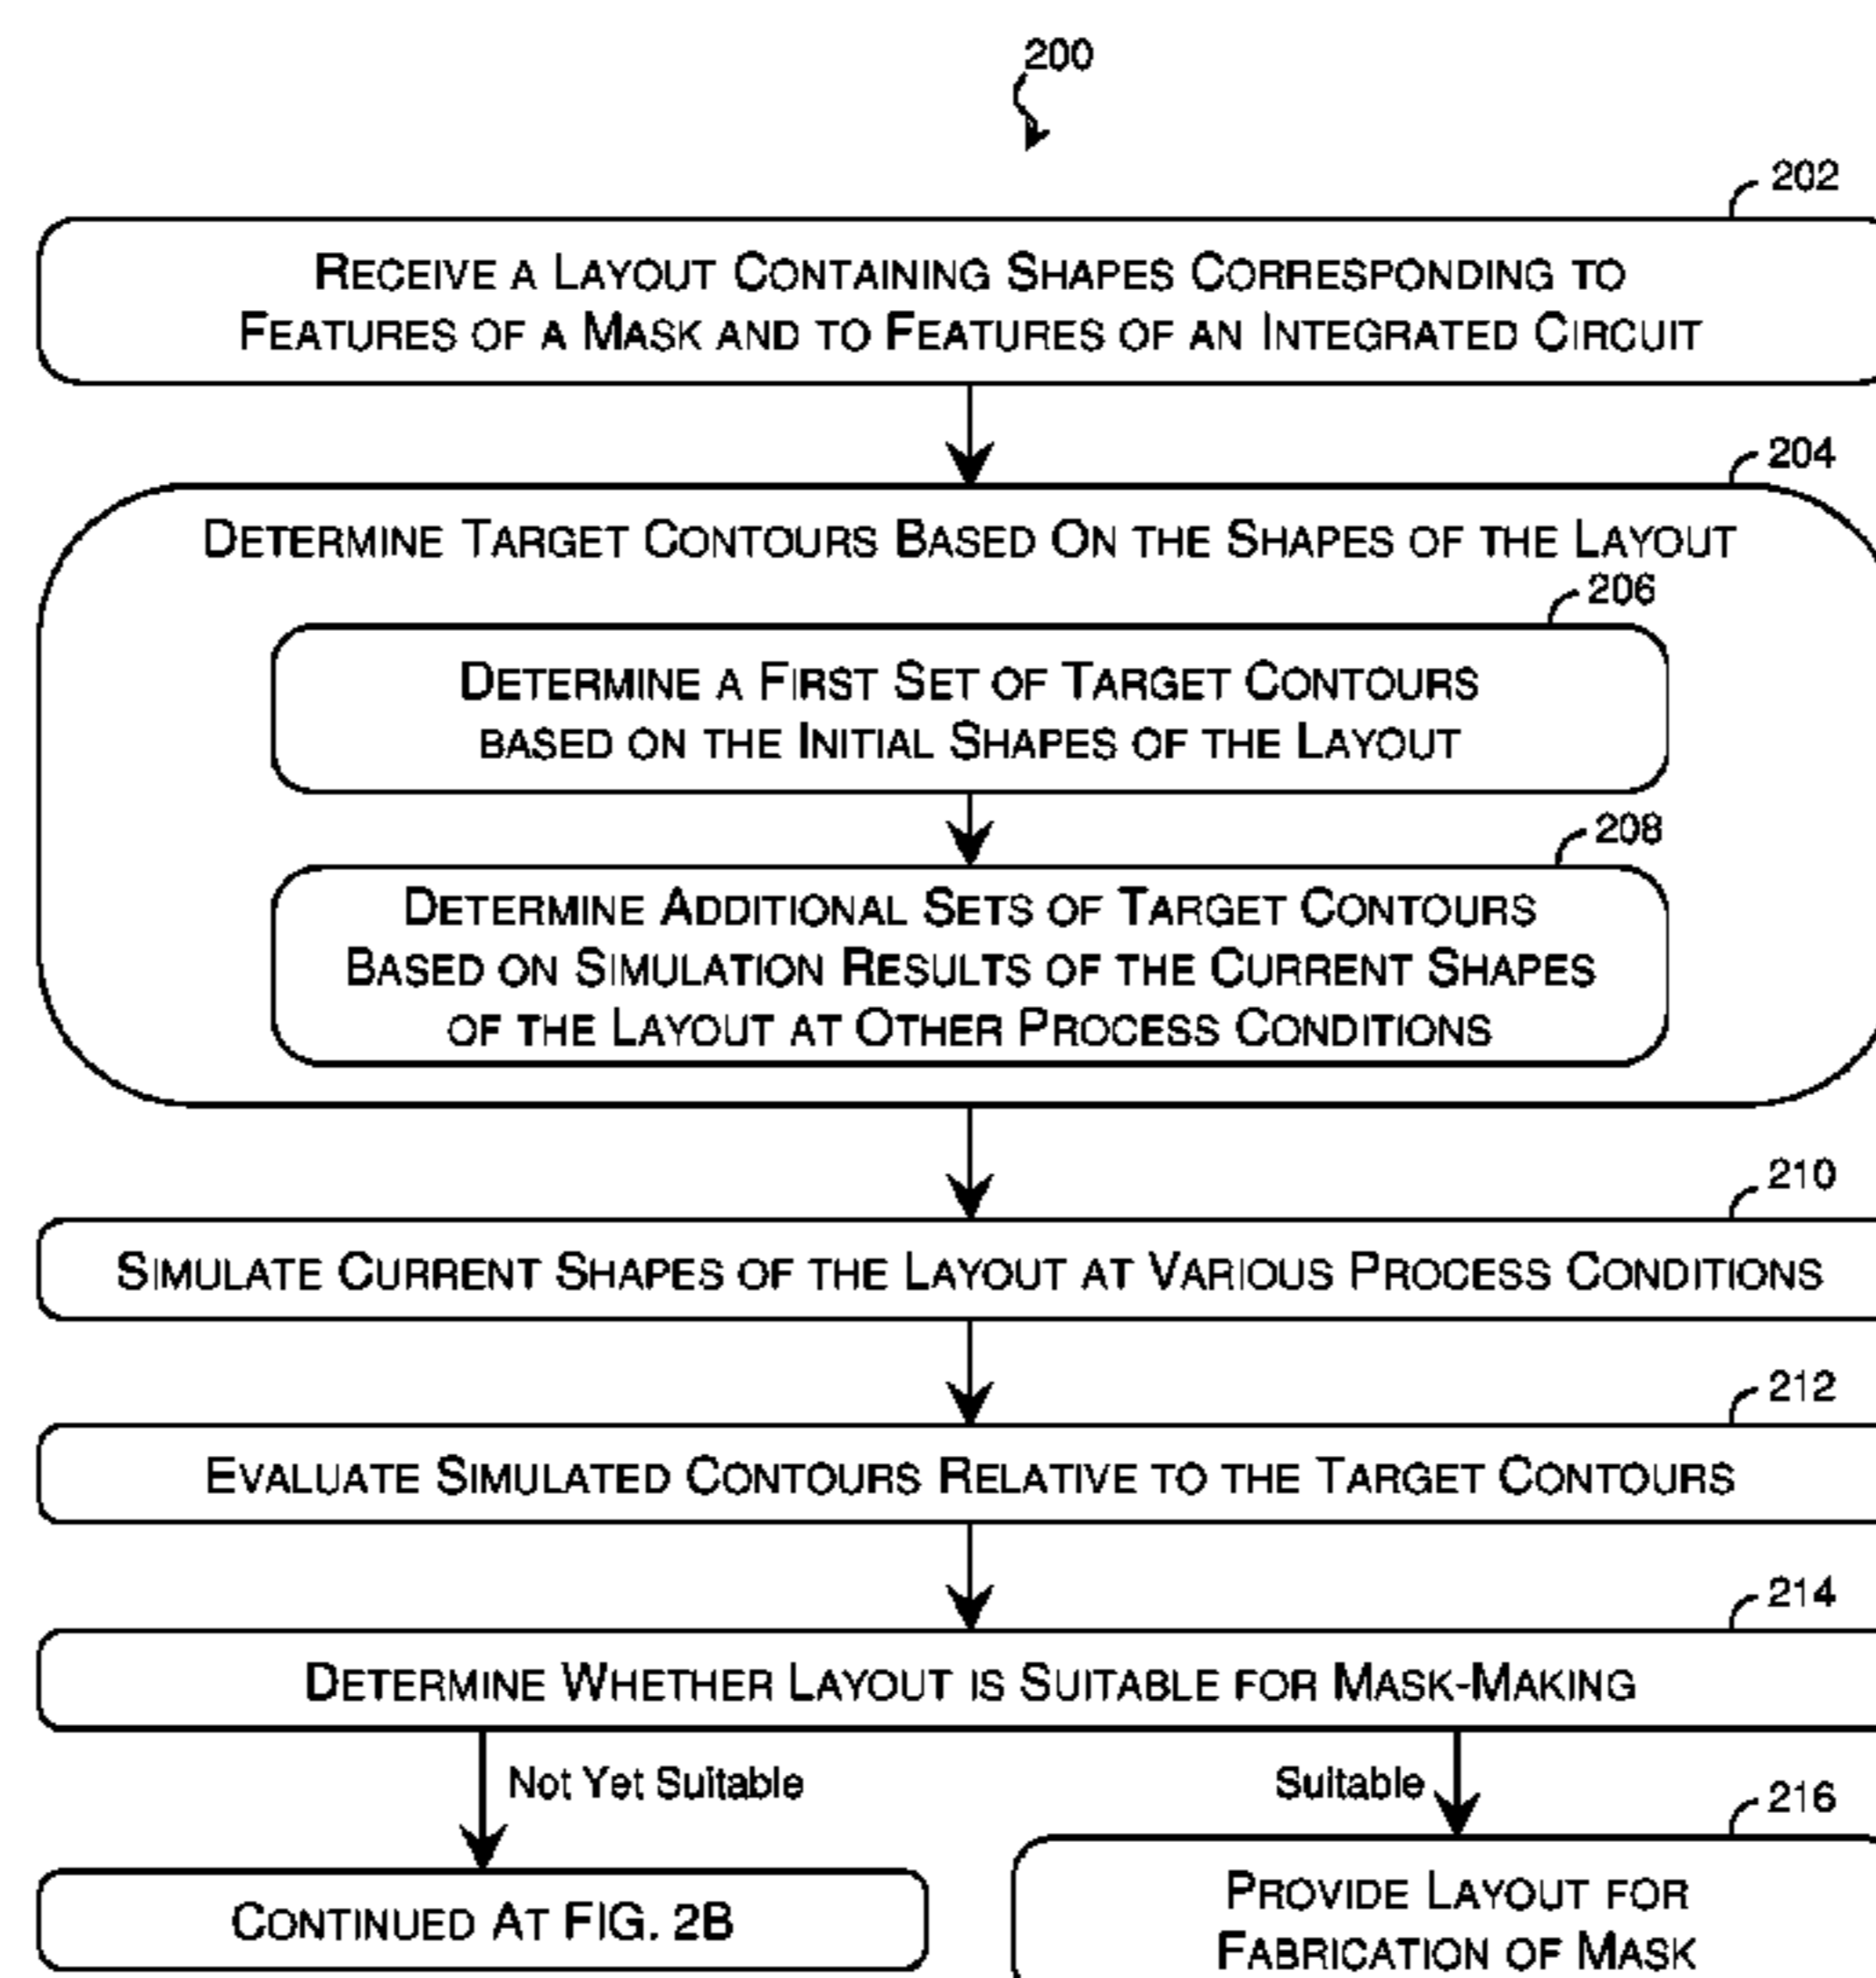 200
202
RECEIVE A LAYOUT CONTAINING SHAPES CORRESPONDING TO
FEATURES OF A MASK AND TO FEATURES OF AN INTEGRATED CIRCUIT
204
DETERMINE TARGET CONTOURS BASED ON THE SHAPES OF THE LAYOUT
206
DETERMINE A FIRST SET OF TARGET CONTOURS
BASED ON THE INITIAL SHAPES OF THE LAYOUT
208
DETERMINE ADDITIONAL SETS OF TARGET CONTOURS
BASED ON SIMULATION RESULTS OF THE CURRENT SHAPES
OF THE LAYOUT AT OTHER PROCESS CONDITIONS
210
SIMULATE CURRENT SHAPES OF THE LAYOUT AT VARIOUS PROCESS CONDITIONS
212
EVALUATE SIMULATED CONTOURS RELATIVE TO THE TARGET CONTOURS
214
DETERMINE WHETHER LAYOUT IS SUITABLE FOR MASK-MAKING
Not Yet Suitable
Suitable
216
CONTINUED AT FIG. 2B
PROVIDE LAYOUT FOR
FABRICATION OF MASK